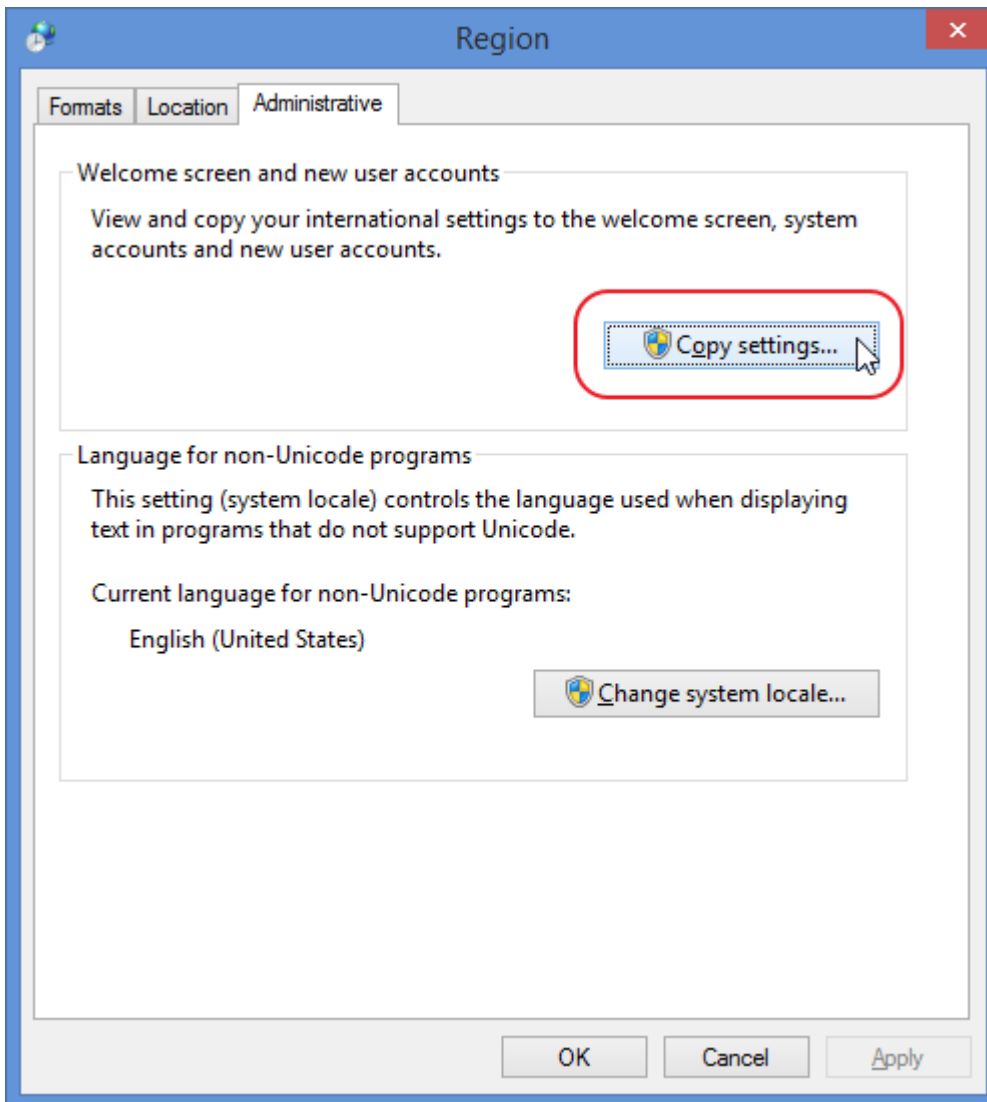 Region
Formats Location Administrative
Welcome screen and new user accounts
View and copy your international settings to the welcome screen, system
accounts and new user accounts.
Copy settings...
Language for non-Unicode programs
This setting (system locale) controls the language used when displaying
text in programs that do not support Unicode.
Current language for non-Unicode programs:
English (United States)
Change system locale...
OK Cancel Apply